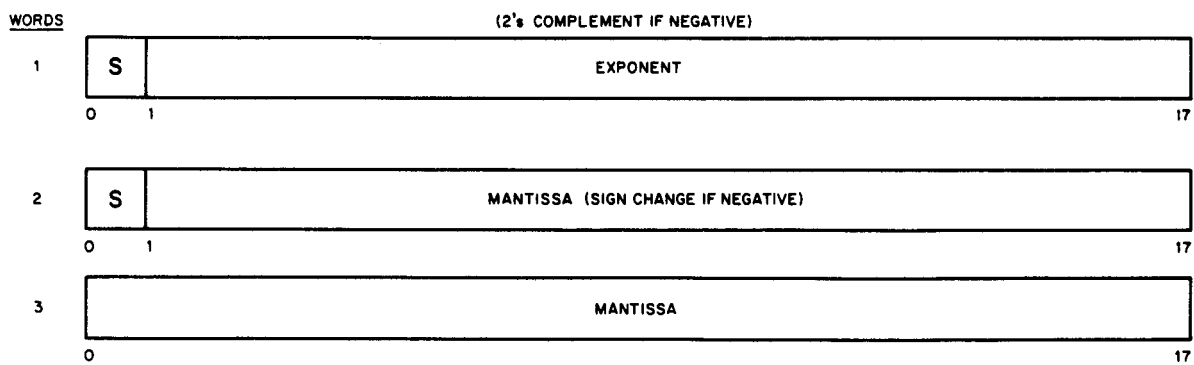 WORDS (2's COMPLEMENT IF NEGATIVE)
1 S EXPONENT
0 1 17
2 S MANTISSA (SIGN CHANGE IF NEGATIVE)
0 1 17
3 MANTISSA
0 17